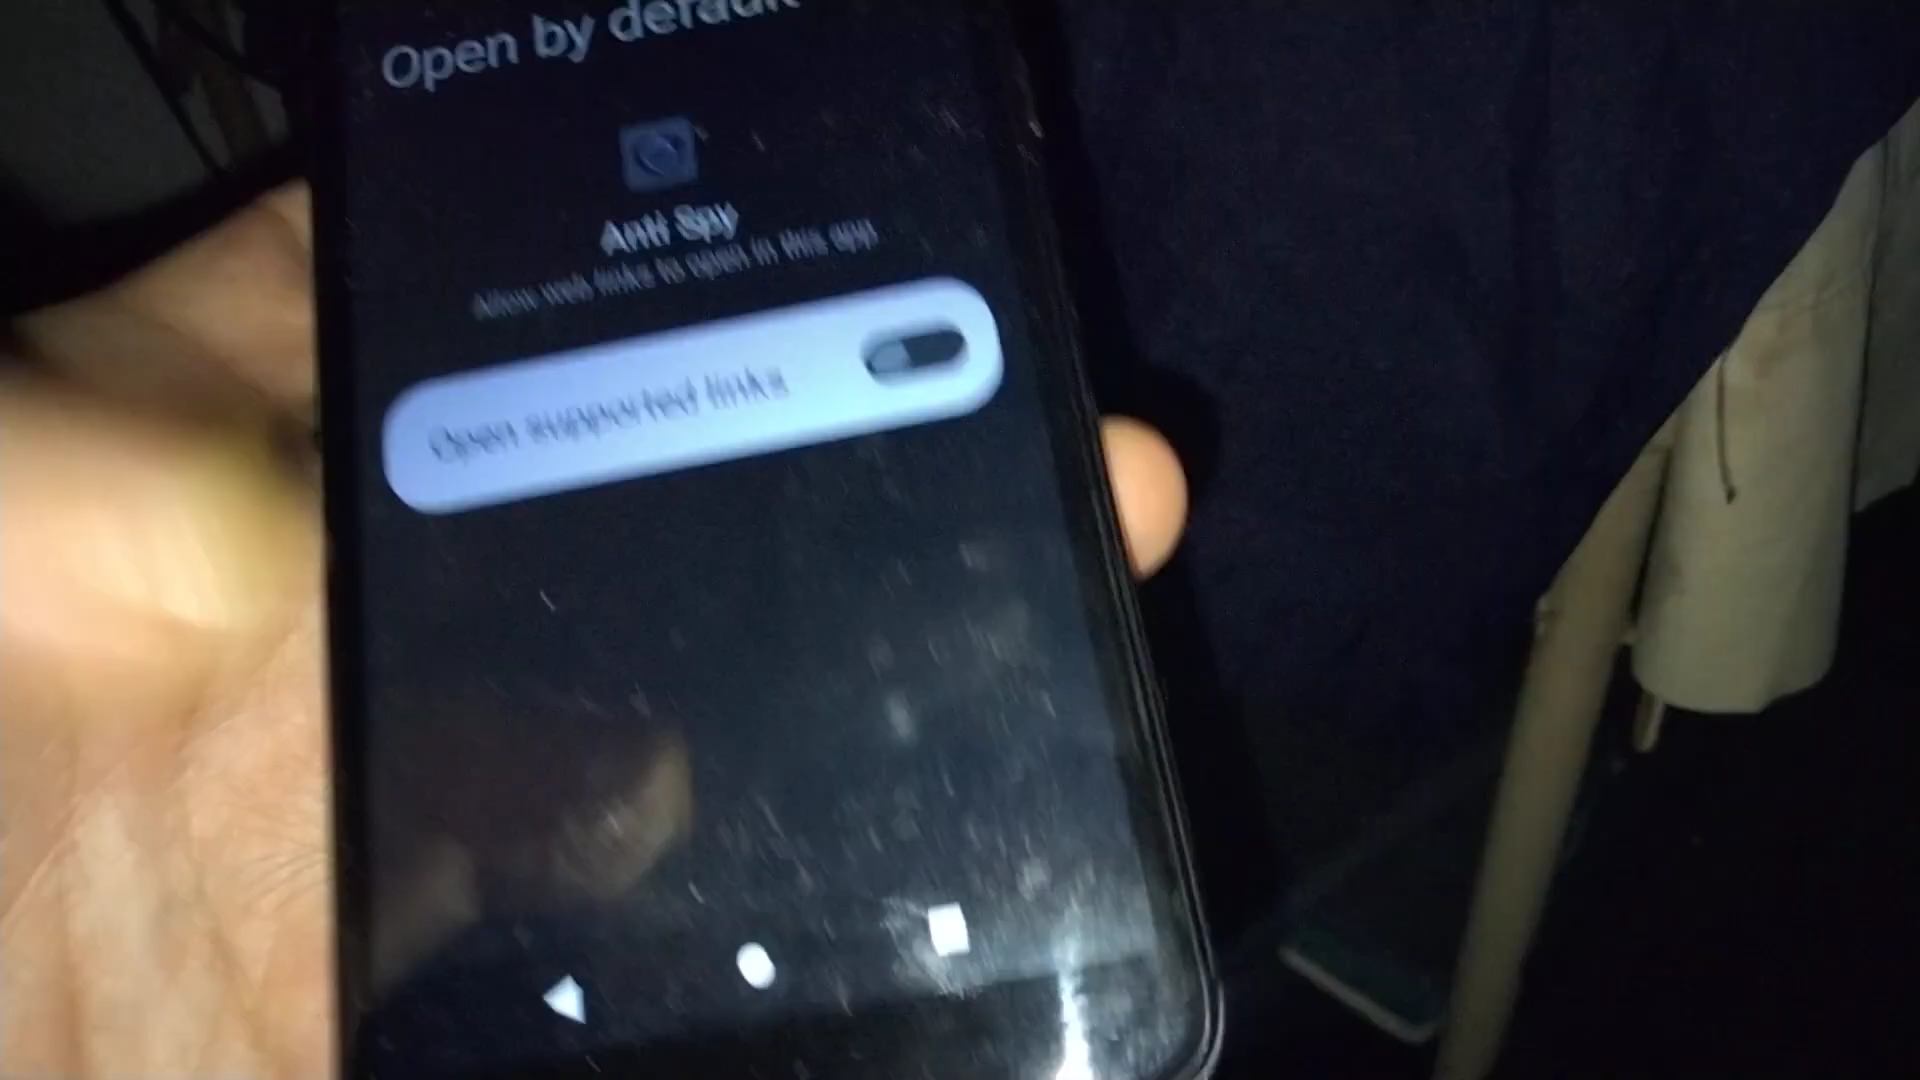 Open by default
Anti Spy
Allow web links to open in this app
Open supported links